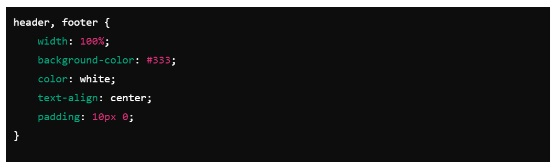 header, footer {
    width: 100%;
    background-color: #333;
    color: white;
    text-align: center;
    padding: 10px 0;
}